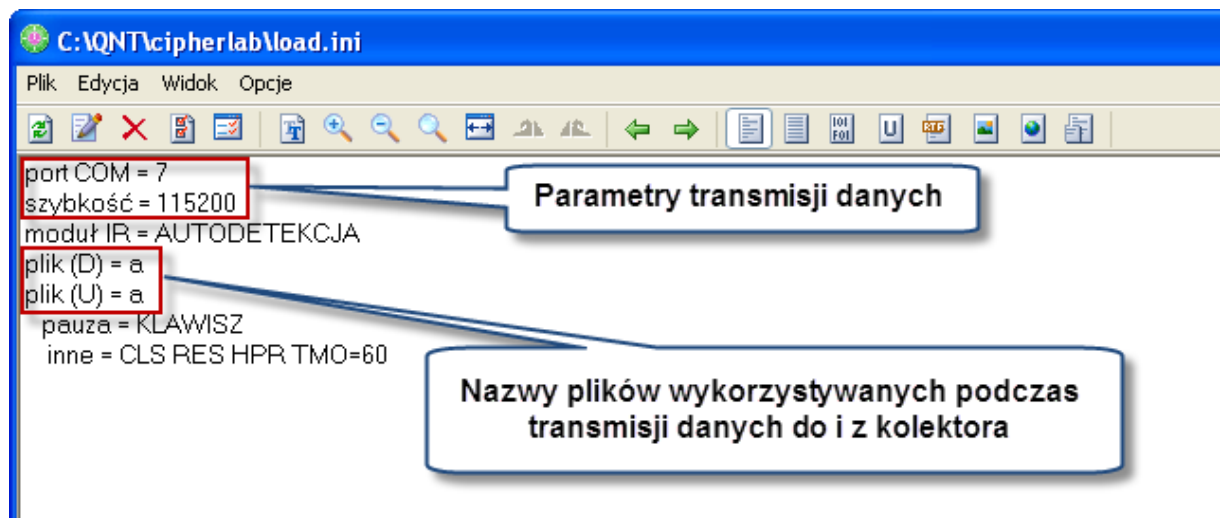 C:\QNT\cipherlab\load.ini
Plik Edycja Widok Opcje
port COM = 7
szybkość = 115200
moduł IR = AUTODETEKCJA
plik (D) = a
plik (U) = a
pauza = KLAWISZ
inne = CLS RES HPR TMO=60
Parametry transmisji danych
Nazwy plików wykorzystywanych podczas
transmisji danych do i z kolektora